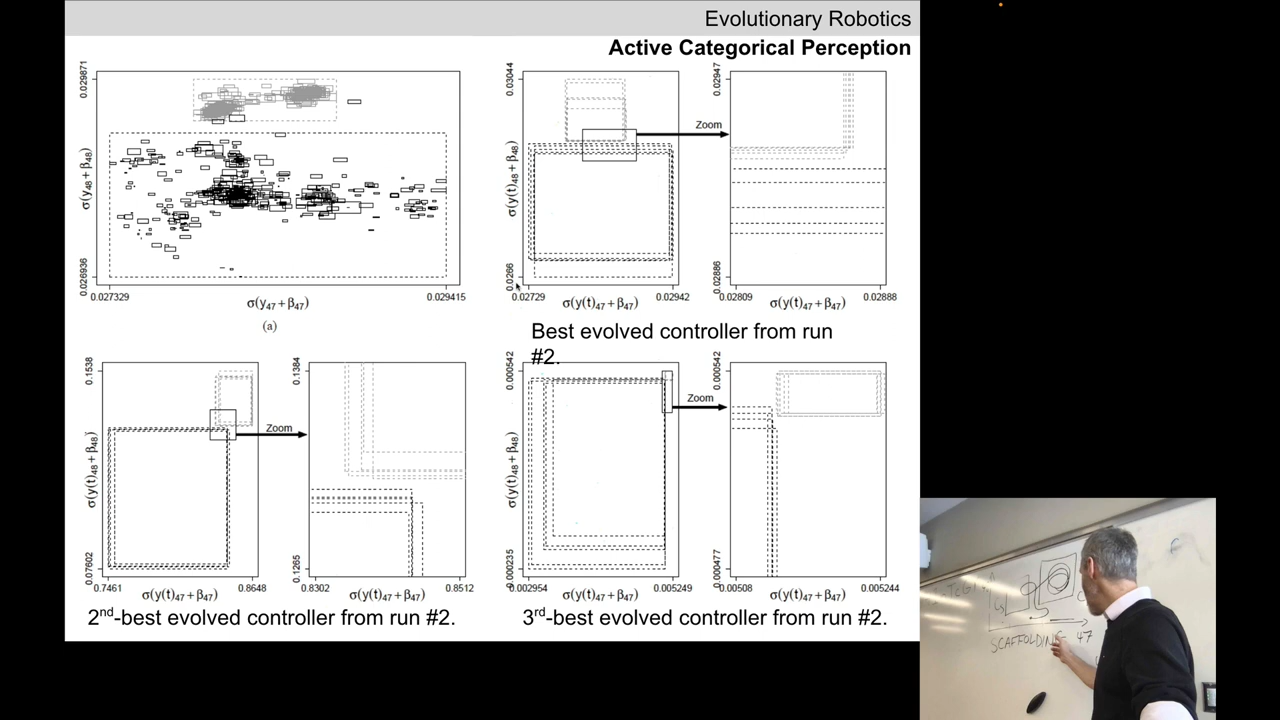 Evolutionary Robotics
Active Categorical Perception
0.029871
σ(y₄₈ + β₄₈)
0.026936
0.027329
σ(y₄₇ + β₄₇)
0.029415
(a)
0.03044
σ(y(t)₄₈ + β₄₈)
0.0266
0.02729
σ(y(t)₄₇ + β₄₇)
0.02942
Zoom
0.02947
0.02886
0.02809
σ(y(t)₄₇ + β₄₇)
0.02888
Best evolved controller from run
#2.
0.1538
σ(y(t)₄₈ + β₄₈)
0.07602
0.7461
σ(y(t)₄₇ + β₄₇)
0.8648
Zoom
0.1384
0.1265
0.8302
σ(y(t)₄₇ + β₄₇)
0.8512
2nd-best evolved controller from run #2.
0.000542
σ(y(t)₄₈ + β₄₈)
0.000235
0.002954
σ(y(t)₄₇ + β₄₇)
0.005249
Zoom
0.000542
0.000477
0.00508
σ(y(t)₄₇ + β₄₇)
0.005244
3rd-best evolved controller from run #2.
SCAFFOLDING 47